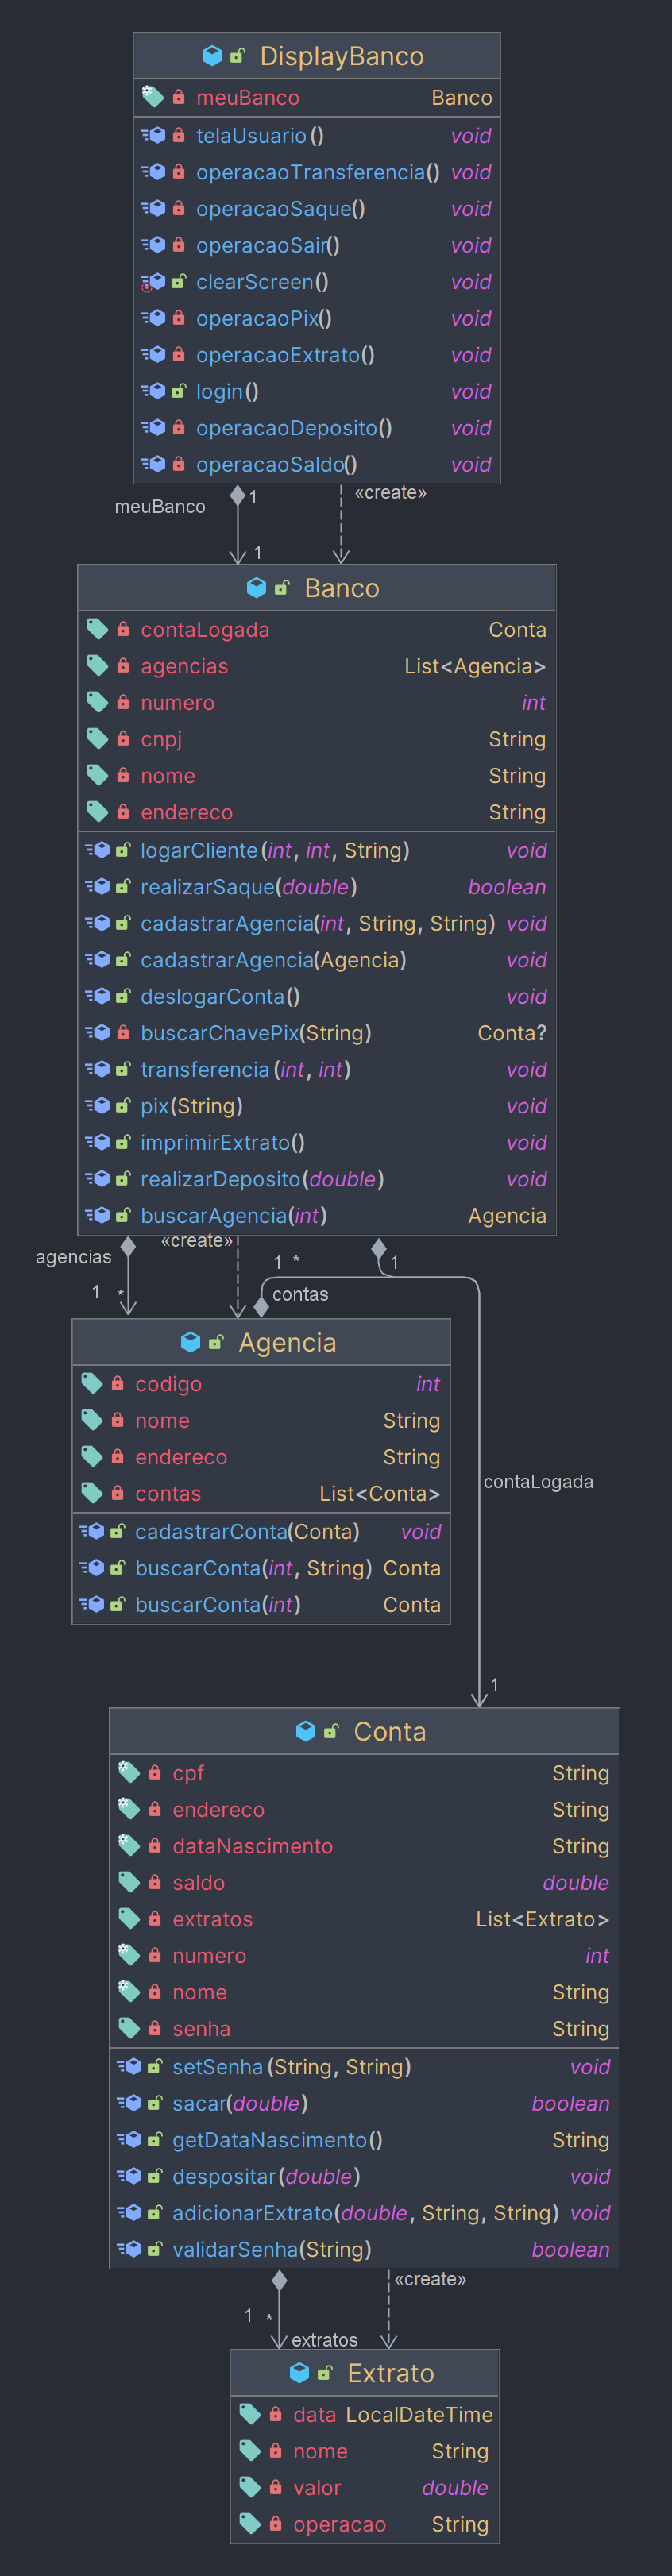 DisplayBanco
meuBanco Banco
telaUsuario() void
operacaoTransferencia() void
operacaoSaque() void
operacaoSair() void
clearScreen() void
operacaoPix() void
operacaoExtrato() void
login() void
operacaoDeposito() void
operacaoSaldo() void
1 «create»
meuBanco
1
Banco
contaLogada Conta
agencias List<Agencia>
numero int
cnpj String
nome String
endereco String
logarCliente(int, int, String) void
realizarSaque(double) boolean
cadastrarAgencia(int, String, String) void
cadastrarAgencia(Agencia) void
deslogarConta() void
buscarChavePix(String) Conta?
transferencia(int, int) void
pix(String) void
imprimirExtrato() void
realizarDeposito(double) void
buscarAgencia(int) Agencia
«create»
agencias 1 * 1
1 * contas
Agencia
codigo int
nome String
endereco String
contas List<Conta>
contaLogada
cadastrarConta(Conta) void
buscarConta(int, String) Conta
buscarConta(int) Conta
1
Conta
cpf String
endereco String
dataNascimento String
saldo double
extratos List<Extrato>
numero int
nome String
senha String
setSenha(String, String) void
sacar(double) boolean
getDataNascimento() String
despositar(double) void
adicionarExtrato(double, String, String) void
validarSenha(String) boolean
«create»
1 *
extratos
Extrato
data LocalDateTime
nome String
valor double
operacao String